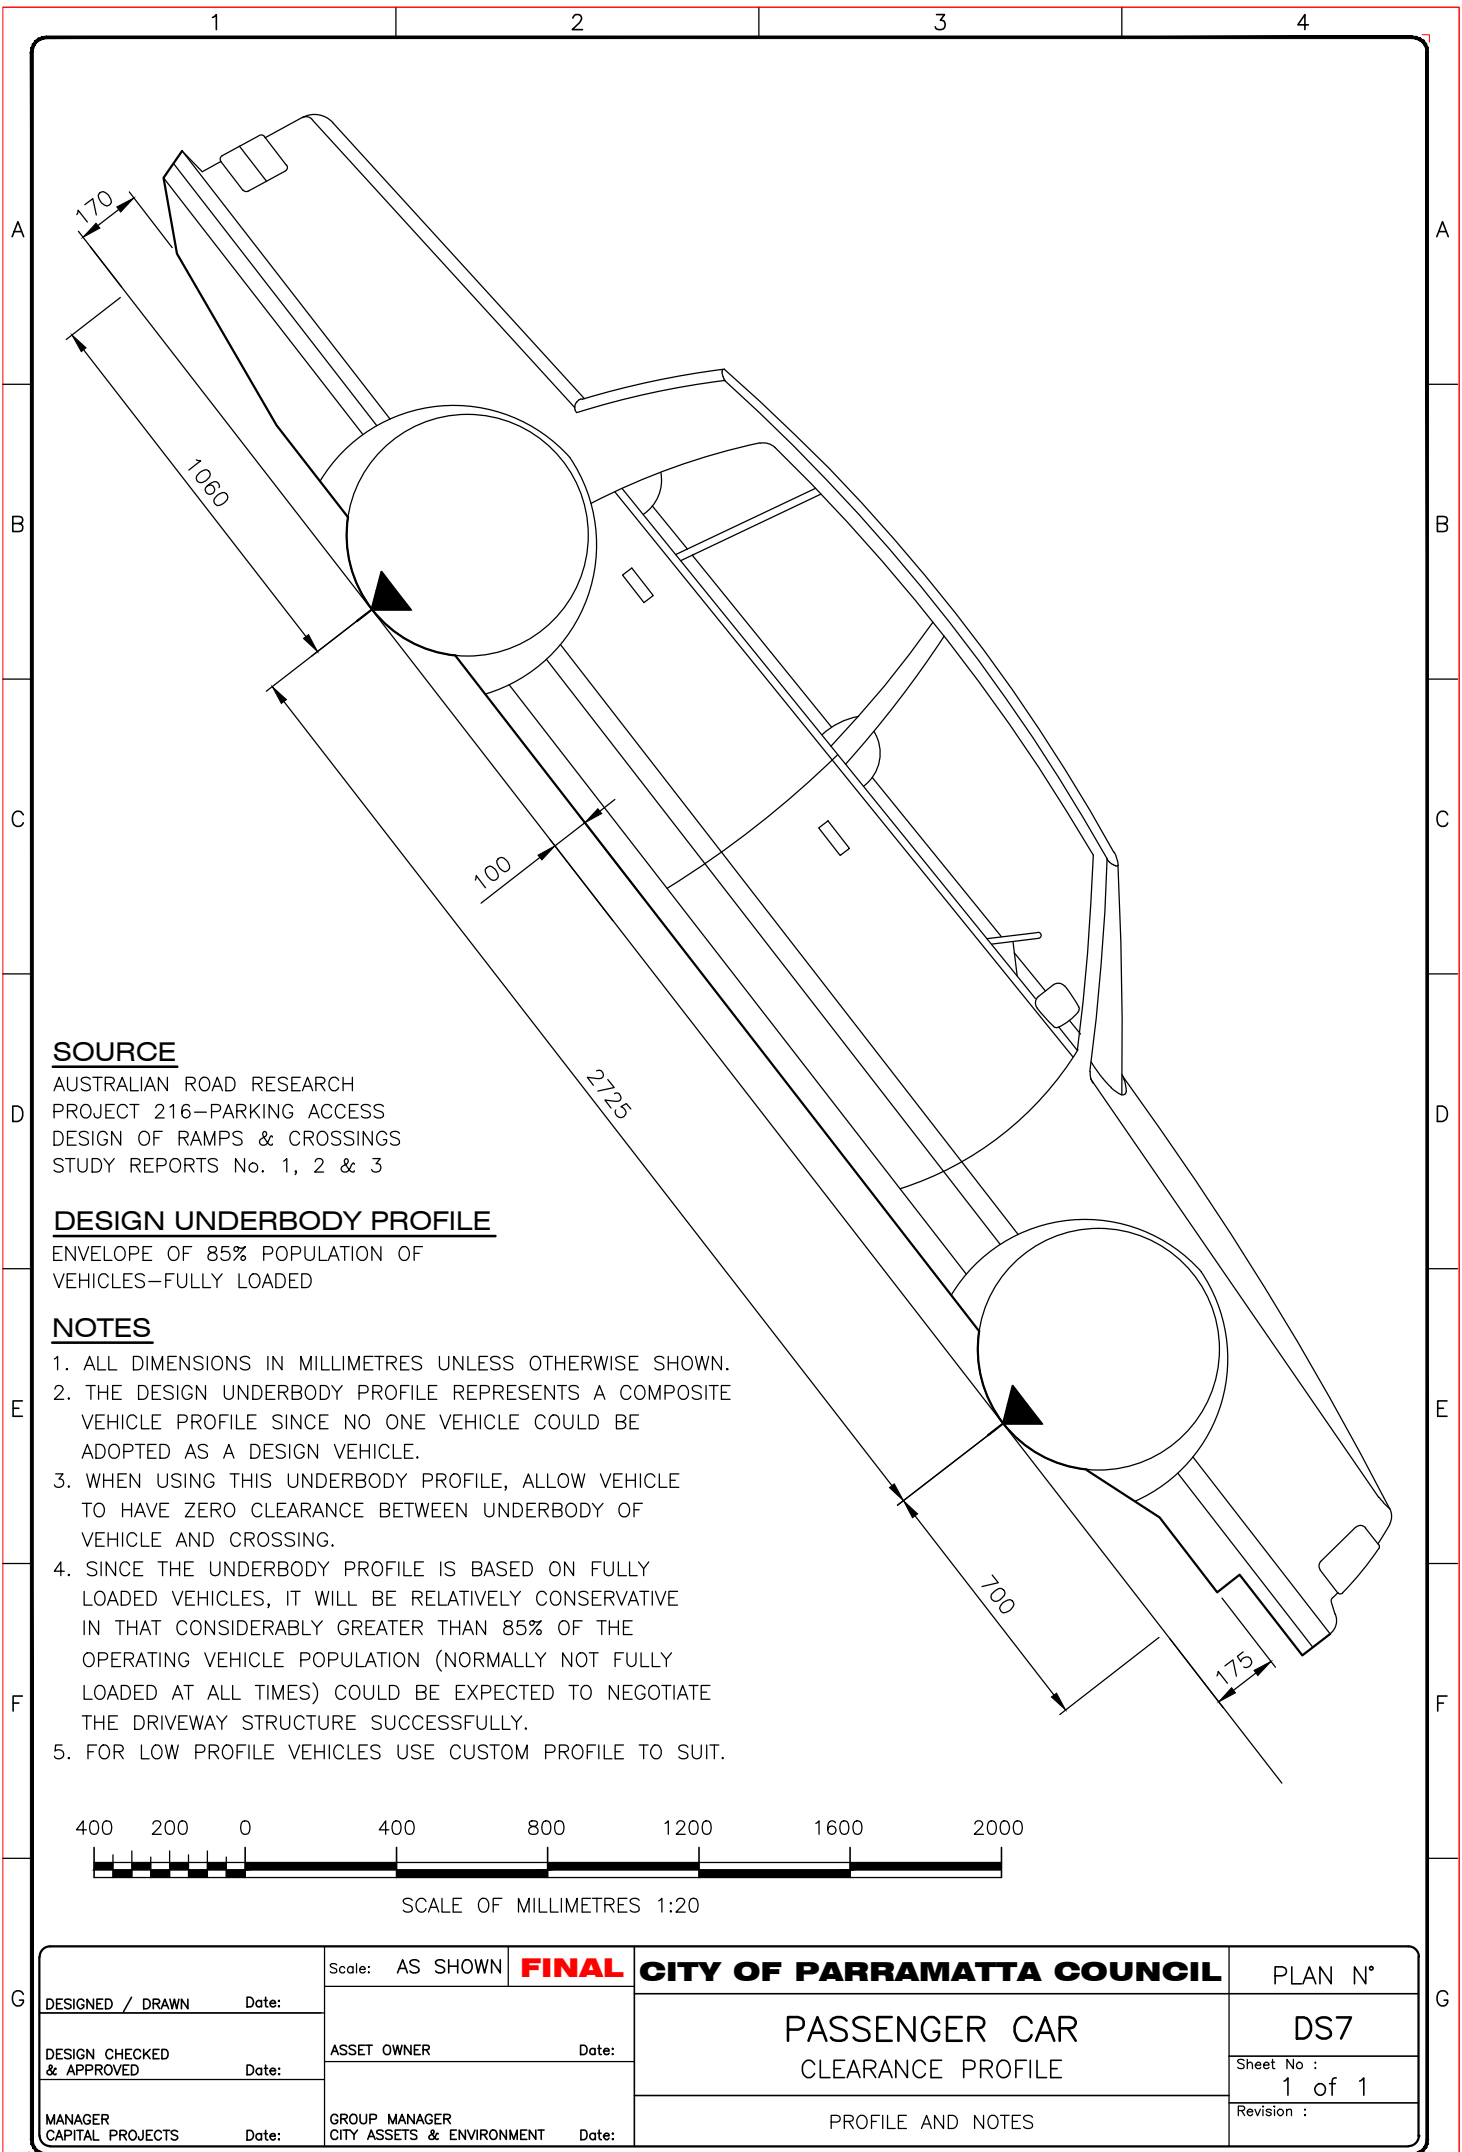 1 2 3 4
A A
170
1060
B B
C C
100
2725
SOURCE
AUSTRALIAN ROAD RESEARCH
PROJECT 216-PARKING ACCESS
DESIGN OF RAMPS & CROSSINGS
STUDY REPORTS No. 1, 2 & 3
D D
DESIGN UNDERBODY PROFILE
ENVELOPE OF 85% POPULATION OF
VEHICLES-FULLY LOADED
NOTES
1. ALL DIMENSIONS IN MILLIMETRES UNLESS OTHERWISE SHOWN.
2. THE DESIGN UNDERBODY PROFILE REPRESENTS A COMPOSITE
VEHICLE PROFILE SINCE NO ONE VEHICLE COULD BE
ADOPTED AS A DESIGN VEHICLE.
3. WHEN USING THIS UNDERBODY PROFILE, ALLOW VEHICLE
TO HAVE ZERO CLEARANCE BETWEEN UNDERBODY OF
VEHICLE AND CROSSING.
4. SINCE THE UNDERBODY PROFILE IS BASED ON FULLY
LOADED VEHICLES, IT WILL BE RELATIVELY CONSERVATIVE
IN THAT CONSIDERABLY GREATER THAN 85% OF THE
OPERATING VEHICLE POPULATION (NORMALLY NOT FULLY
LOADED AT ALL TIMES) COULD BE EXPECTED TO NEGOTIATE
THE DRIVEWAY STRUCTURE SUCCESSFULLY.
5. FOR LOW PROFILE VEHICLES USE CUSTOM PROFILE TO SUIT.
E E
700
175
F F
400 200 0 400 800 1200 1600 2000
SCALE OF MILLIMETRES 1:20
G G
DESIGNED / DRAWN Date:
DESIGN CHECKED
& APPROVED Date:
MANAGER
CAPITAL PROJECTS Date:
Scale: AS SHOWN FINAL
ASSET OWNER Date:
GROUP MANAGER
CITY ASSETS & ENVIRONMENT Date:
CITY OF PARRAMATTA COUNCIL
PASSENGER CAR
CLEARANCE PROFILE
PROFILE AND NOTES
PLAN N°
DS7
Sheet No :
1 of 1
Revision :